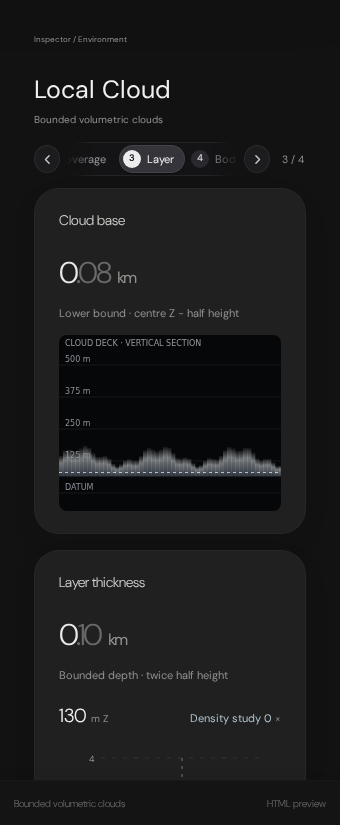 Inspector / Environment
Local Cloud
Bounded volumetric clouds
verage 3 Layer 4 Bod 3 / 4
Cloud base
0.08 km
Lower bound · centre Z − half height
CLOUD DECK · VERTICAL SECTION
500 m
375 m
250 m
125 m
DATUM
Layer thickness
0.10 km
Bounded depth · twice half height
130 m Z Density study 0 ×
4
Bounded volumetric clouds HTML preview